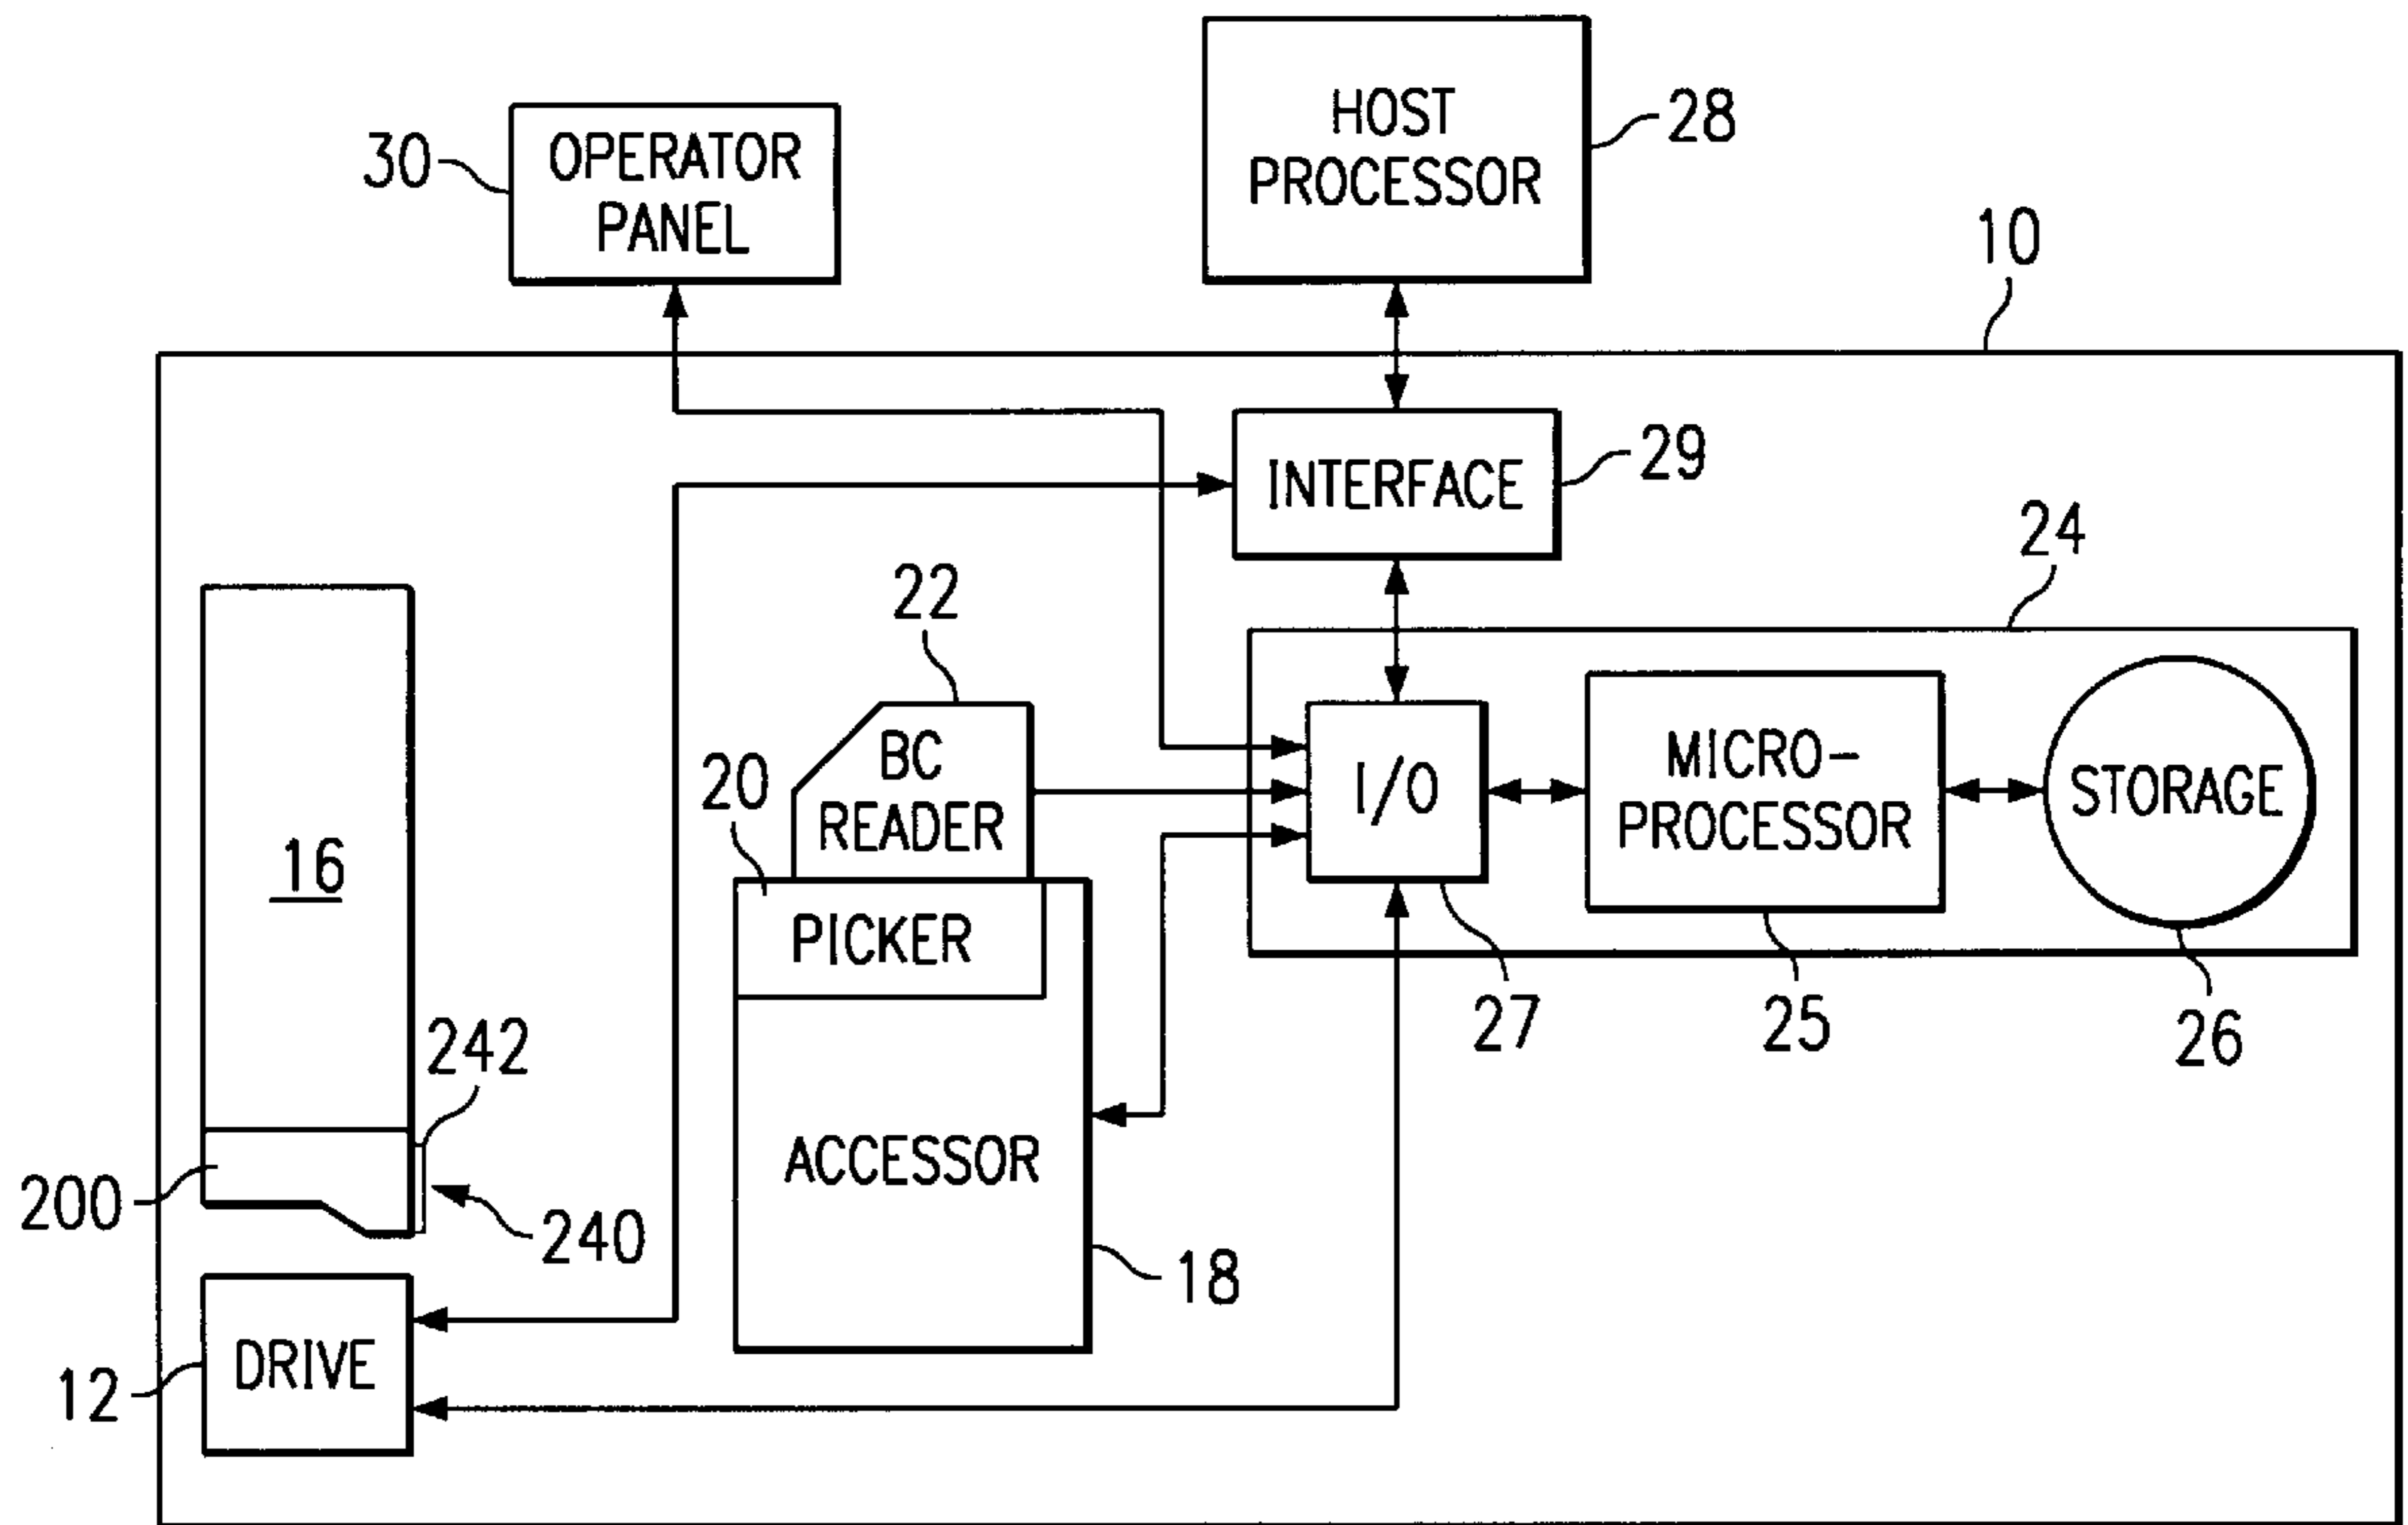 HOST
PROCESSOR
28
30
OPERATOR
PANEL
10
INTERFACE
29
24
22
20
BC
READER
I/O
MICRO-
PROCESSOR
STORAGE
16
PICKER
27
25
26
242
ACCESSOR
200
240
18
12
DRIVE